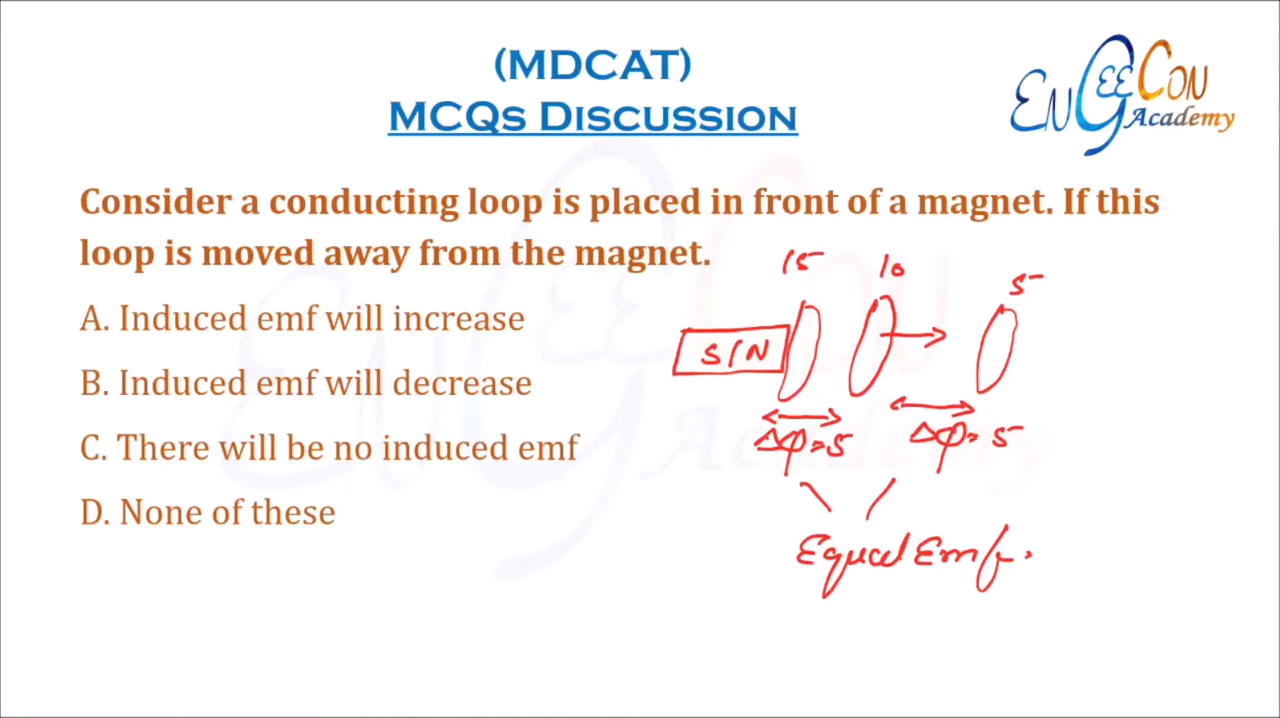 (MDCAT)
MCQs Discussion
EnGeeCon
Academy
Consider a conducting loop is placed in front of a magnet. If this
loop is moved away from the magnet.
A. Induced emf will increase
B. Induced emf will decrease
C. There will be no induced emf
D. None of these
15 10 5
S/N
Δφ=5 Δφ=5
Equal Emf.